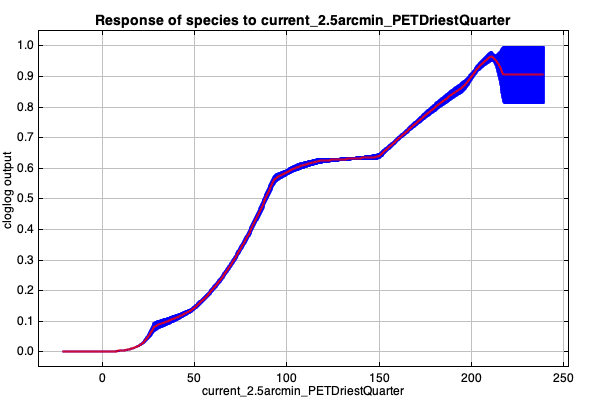 Response of species to current_2.5arcmin_PETDriestQuarter
1.0
0.9
0.8
0.7
0.6
0.5
0.4
0.3
0.2
0.1
0.0
cloglog output
0 50 100 150 200 250
current_2.5arcmin_PETDriestQuarter